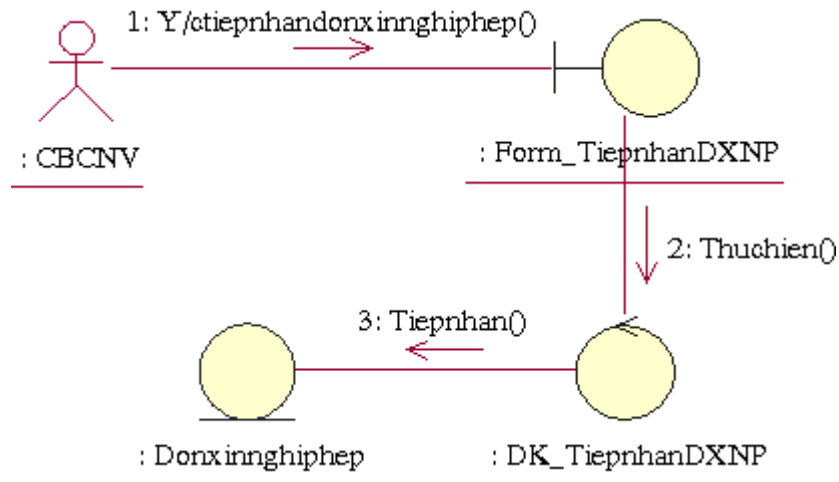 1: Y/ctiepnhandonxinnghiphep()
: CBCNV
: Form_TiepnhanDXNP
2: Thuchien()
3: Tiepnhan()
: Donxinnghiphep
: DK_TiepnhanDXNP